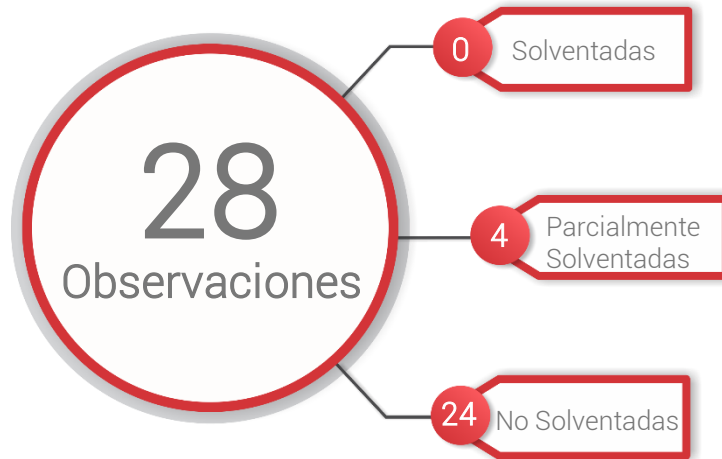 28
Observaciones
0
Solventadas
4
Parcialmente
Solventadas
24
No Solventadas